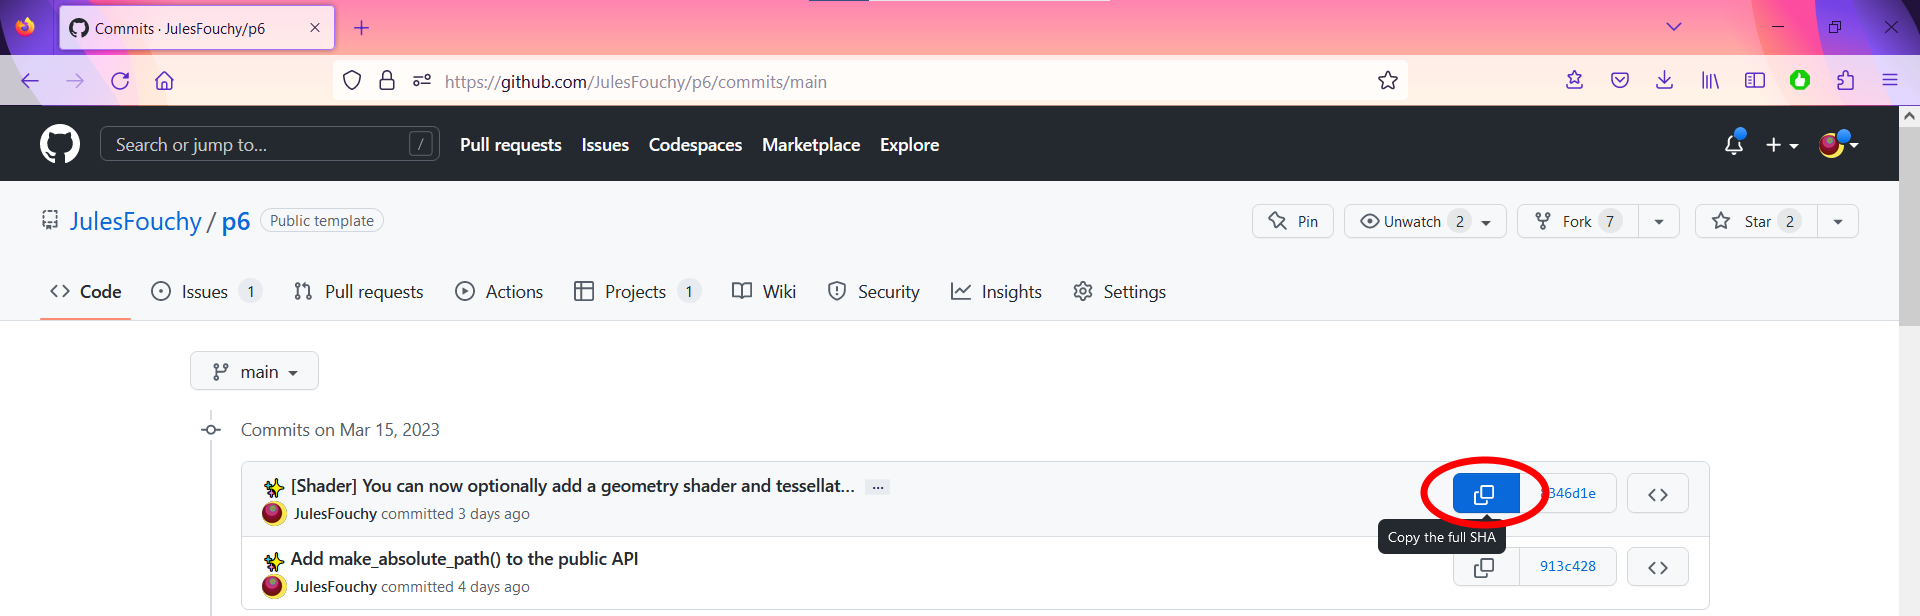 Commits · JulesFouchy/p6
https://github.com/JulesFouchy/p6/commits/main
Search or jump to... / Pull requests Issues Codespaces Marketplace Explore
JulesFouchy / p6 Public template Pin Unwatch 2 Fork 7 Star 2
Code Issues 1 Pull requests Actions Projects 1 Wiki Security Insights Settings
main
Commits on Mar 15, 2023
[Shader] You can now optionally add a geometry shader and tessellat... ...
346d1e
JulesFouchy committed 3 days ago
Copy the full SHA
Add make_absolute_path() to the public API
913c428
JulesFouchy committed 4 days ago